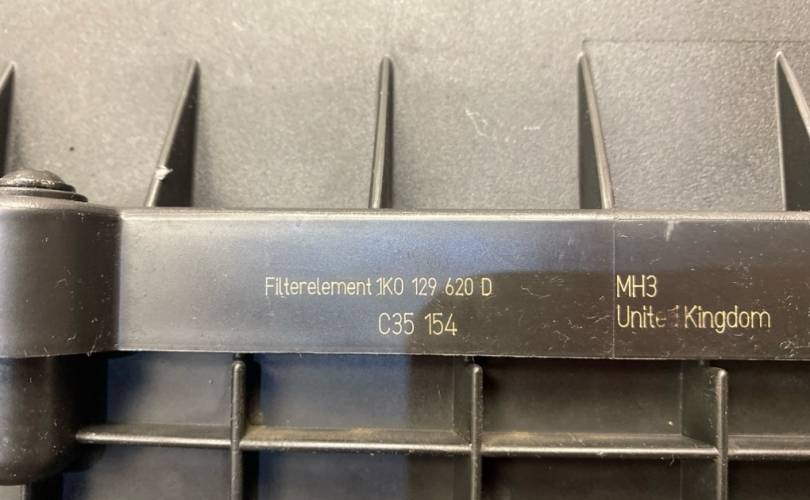 Filterelement 1K0 129 620 D
C35 154
MH3
United Kingdom